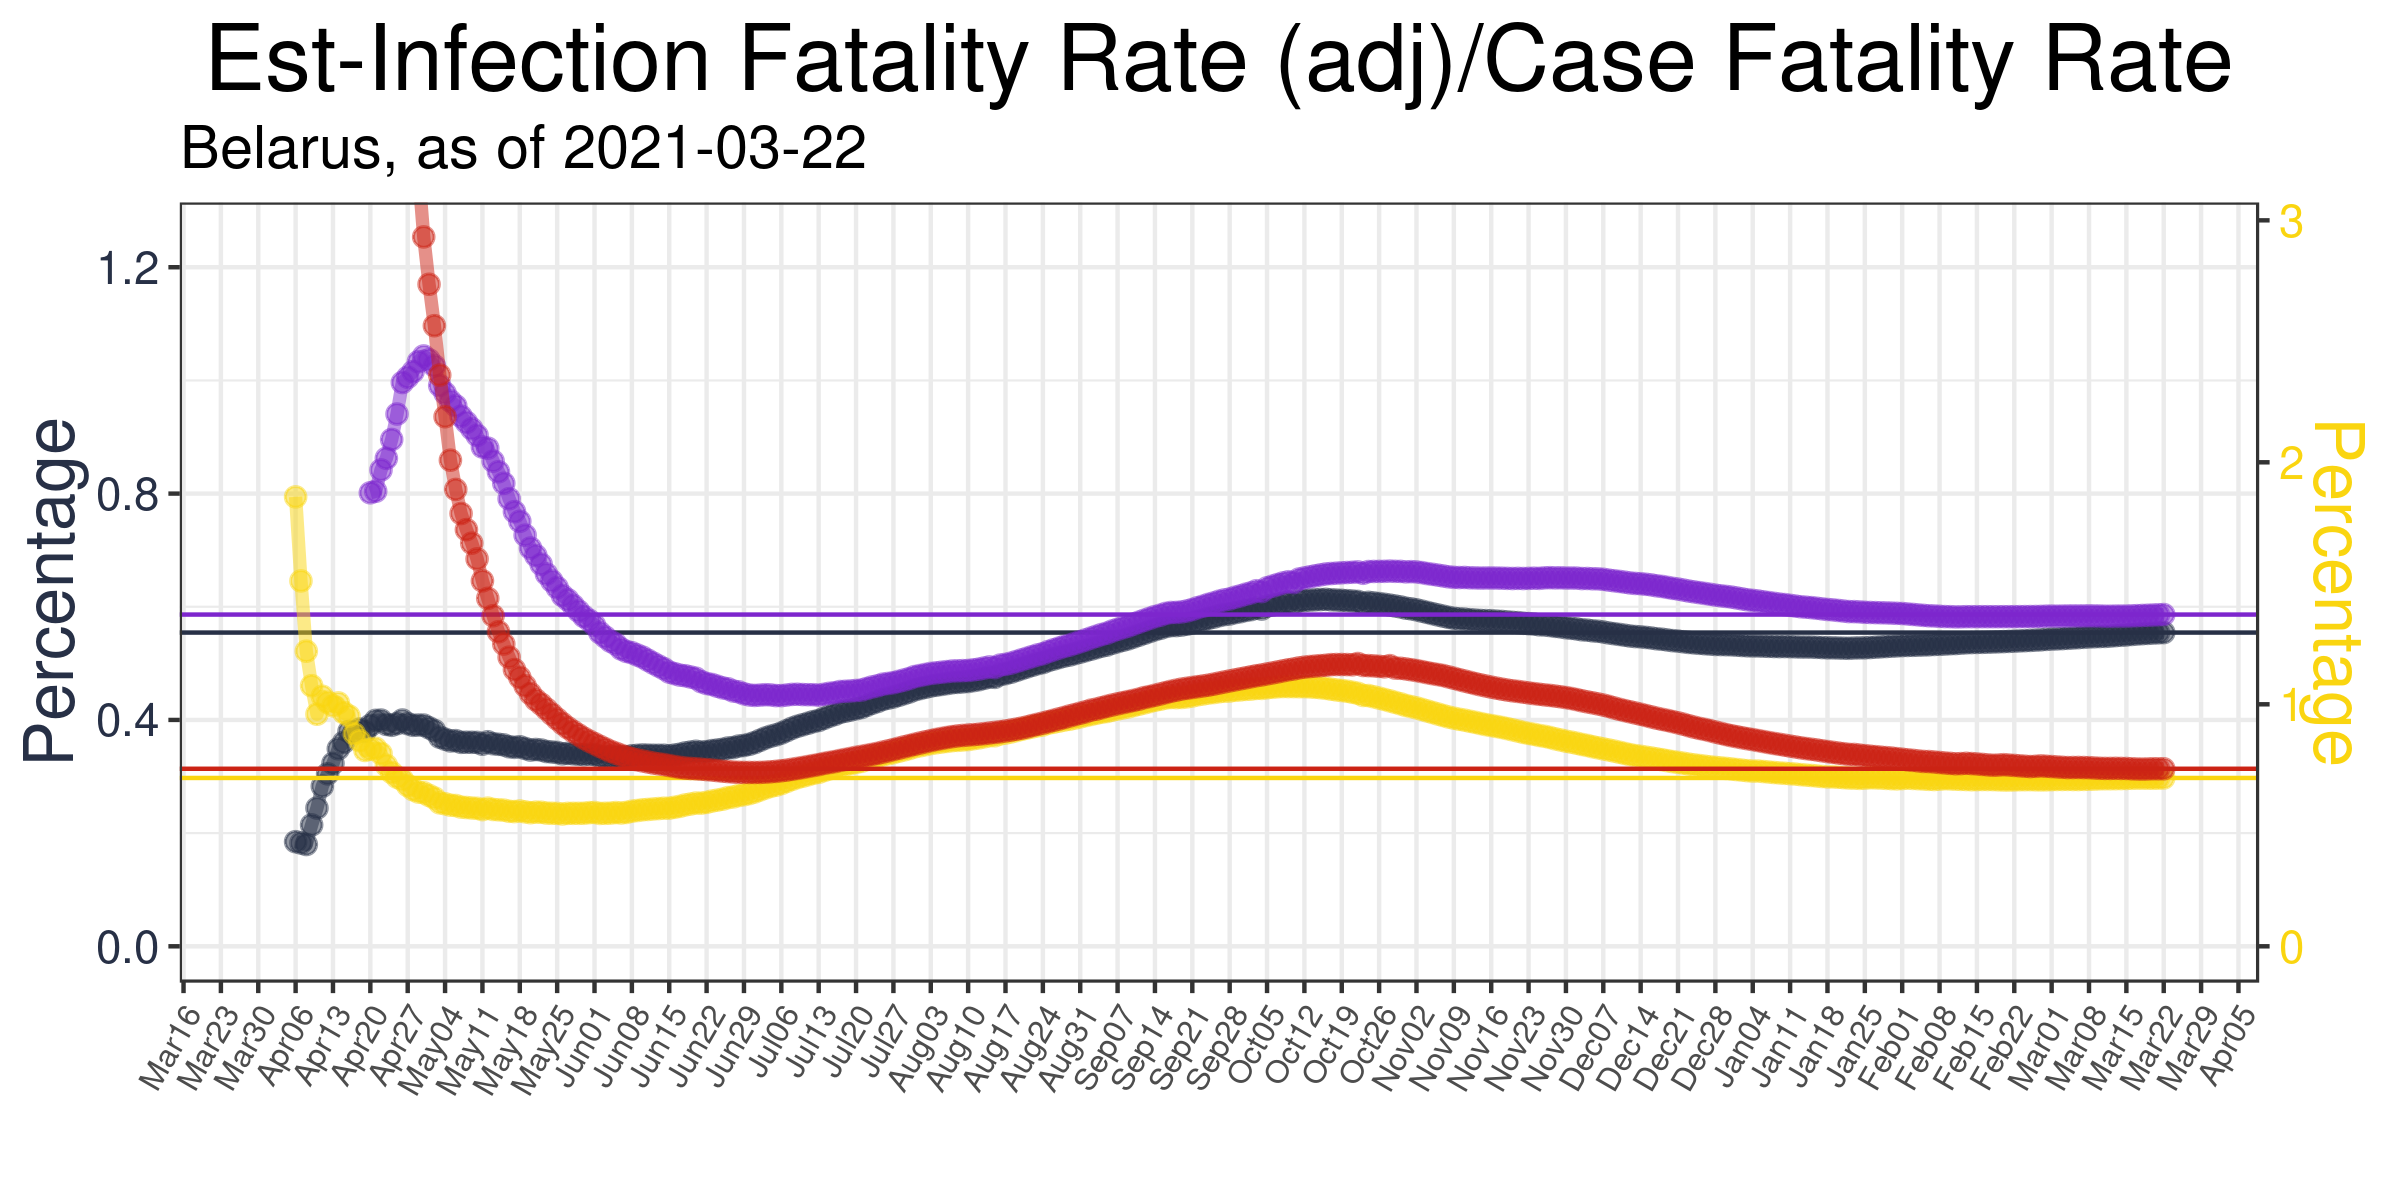 Est-Infection Fatality Rate (adj)/Case Fatality Rate
Belarus, as of 2021-03-22
Percentage
1.2
0.8
0.4
0.0
3
2
1
0
Percentage
Mar16 Mar23 Mar30 Apr06 Apr13 Apr20 Apr27 May04 May11 May18 May25 Jun01 Jun08 Jun15 Jun22 Jun29 Jul06 Jul13 Jul20 Jul27 Aug03 Aug10 Aug17 Aug24 Aug31 Sep07 Sep14 Sep21 Sep28 Oct05 Oct12 Oct19 Oct26 Nov02 Nov09 Nov16 Nov23 Nov30 Dec07 Dec14 Dec21 Dec28 Jan04 Jan11 Jan18 Jan25 Feb01 Feb08 Feb15 Feb22 Mar01 Mar08 Mar15 Mar22 Mar29 Apr05